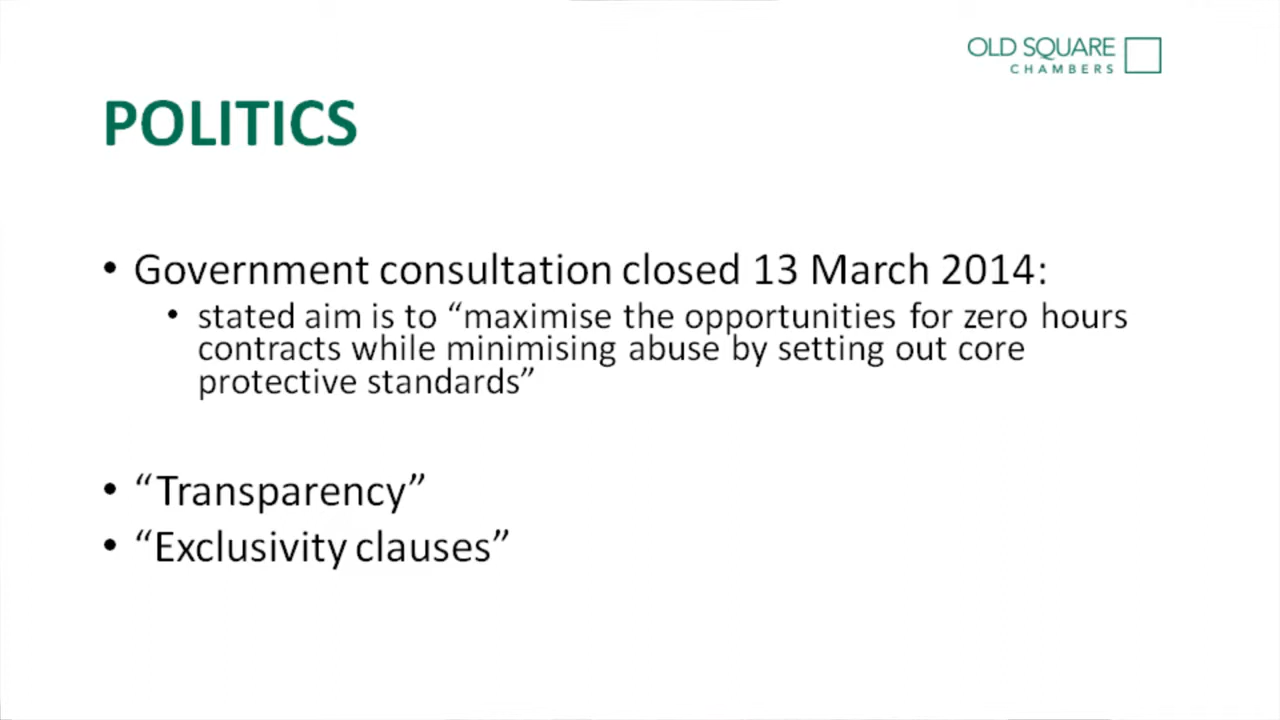 OLD SQUARE
CHAMBERS
POLITICS
• Government consultation closed 13 March 2014:
• stated aim is to “maximise the opportunities for zero hours
contracts while minimising abuse by setting out core
protective standards”
• “Transparency”
• “Exclusivity clauses”